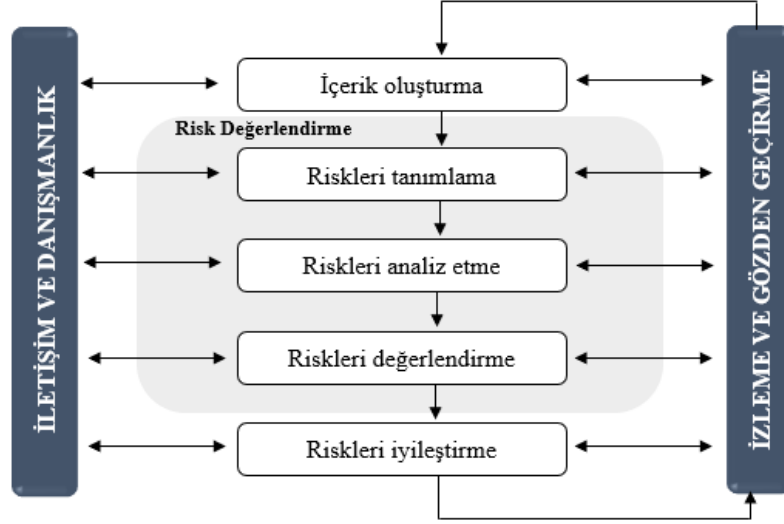 İLETİŞİM VE DANIŞMANLIK
İçerik oluşturma
Risk Değerlendirme
Riskleri tanımlama
Riskleri analiz etme
Riskleri değerlendirme
Riskleri iyileştirme
İZLEME VE GÖZDEN GEÇİRME